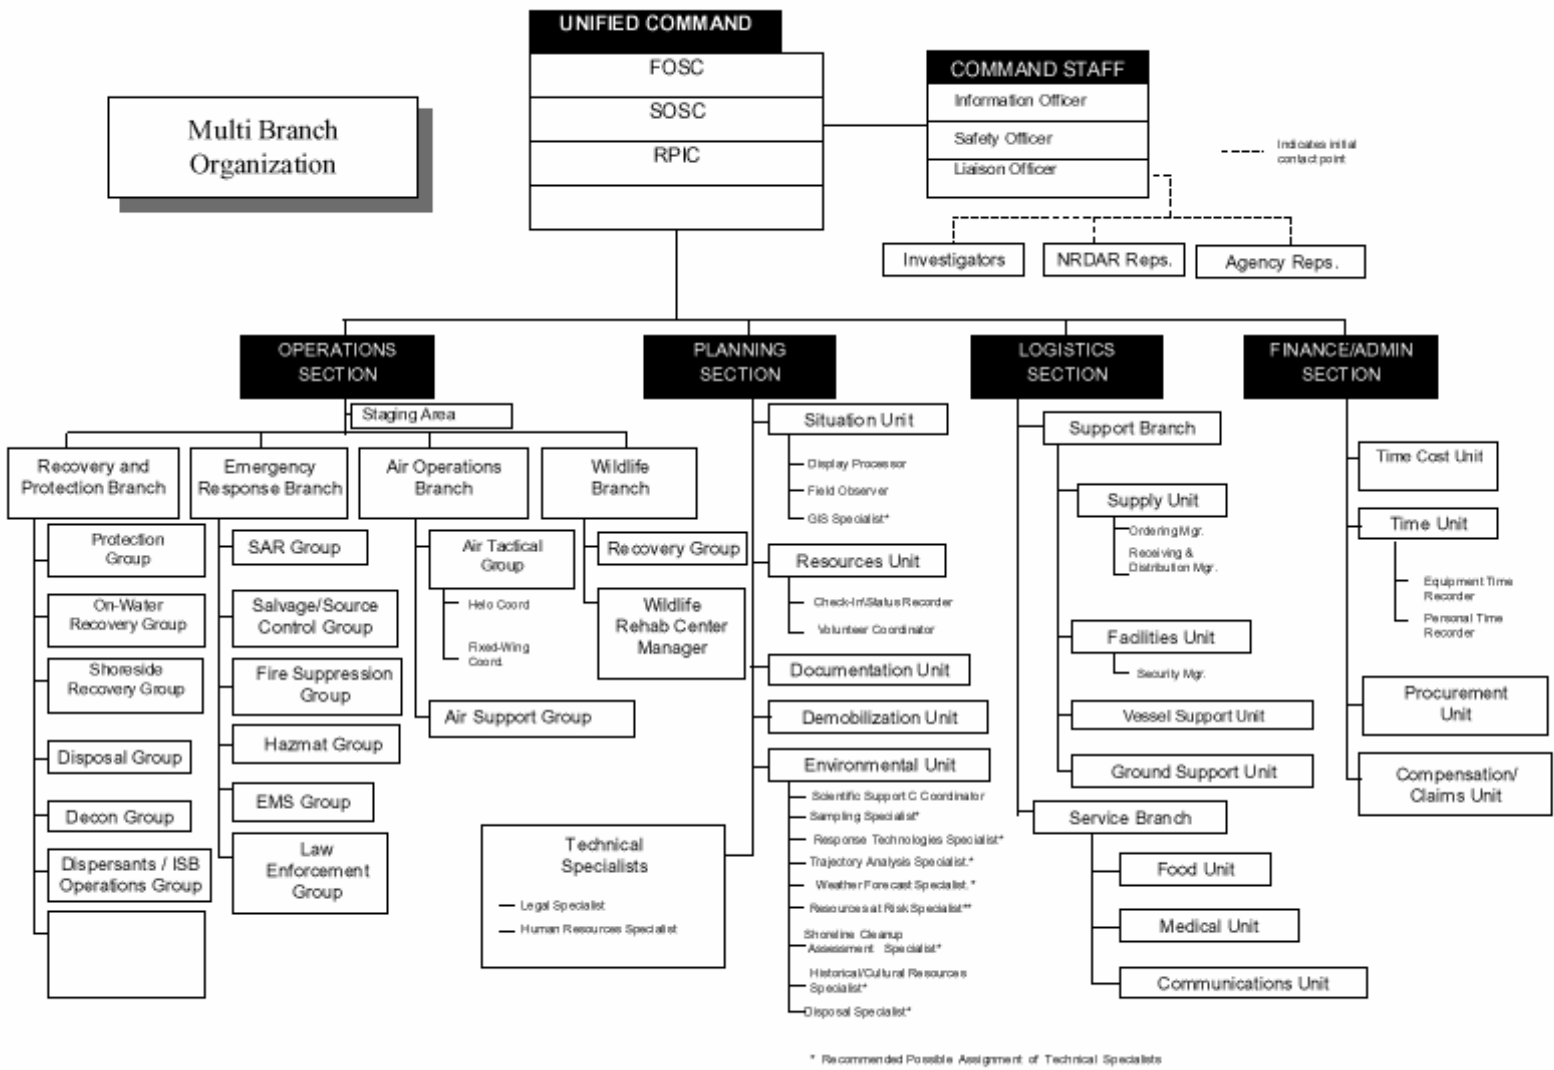 UNIFIED COMMAND
FOSC
SOSC
RPIC
COMMAND STAFF
Information Officer
Safety Officer
Liaison Officer
Multi Branch
Organization
Indicates initial
contact point
Investigators
NRDAR Reps.
Agency Reps.
OPERATIONS
SECTION
PLANNING
SECTION
LOGISTICS
SECTION
FINANCE/ADMIN
SECTION
Staging Area
Recovery and
Protection Branch
Protection
Group
On-Water
Recovery Group
Shoreside
Recovery Group
Disposal Group
Decon Group
Dispersants / ISB
Operations Group
Emergency
Response Branch
SAR Group
Salvage/Source
Control Group
Fire Suppression
Group
Hazmat Group
EMS Group
Law
Enforcement
Group
Air Operations
Branch
Air Tactical
Group
Helo Coord
Fixed-Wing
Coord.
Air Support Group
Wildlife
Branch
Recovery Group
Wildlife
Rehab Center
Manager
Situation Unit
Display Processor
Field Observer
GIS Specialist*
Resources Unit
Check-In\Status Recorder
Volunteer Coordinator
Documentation Unit
Demobilization Unit
Environmental Unit
Scientific Support C Coordinator
Sampling Specialist*
Response Technologies Specialist*
Trajectory Analysis Specialist.*
Weather Forecast Specialist.*
Resources at Risk Specialist**
Shoreline Cleanup
Assessment Specialist*
Historical/Cultural Resources
Specialist*
Disposal Specialist*
Technical
Specialists
Legal Specialist
Human Resources Specialist
Support Branch
Supply Unit
Ordering Mgr.
Receiving &
Distribution Mgr.
Facilities Unit
Security Mgr.
Vessel Support Unit
Ground Support Unit
Service Branch
Food Unit
Medical Unit
Communications Unit
Time Cost Unit
Time Unit
Equipment Time
Recorder
Personal Time
Recorder
Procurement
Unit
Compensation/
Claims Unit
* Recommended Possible Assignment of Technical Specialists